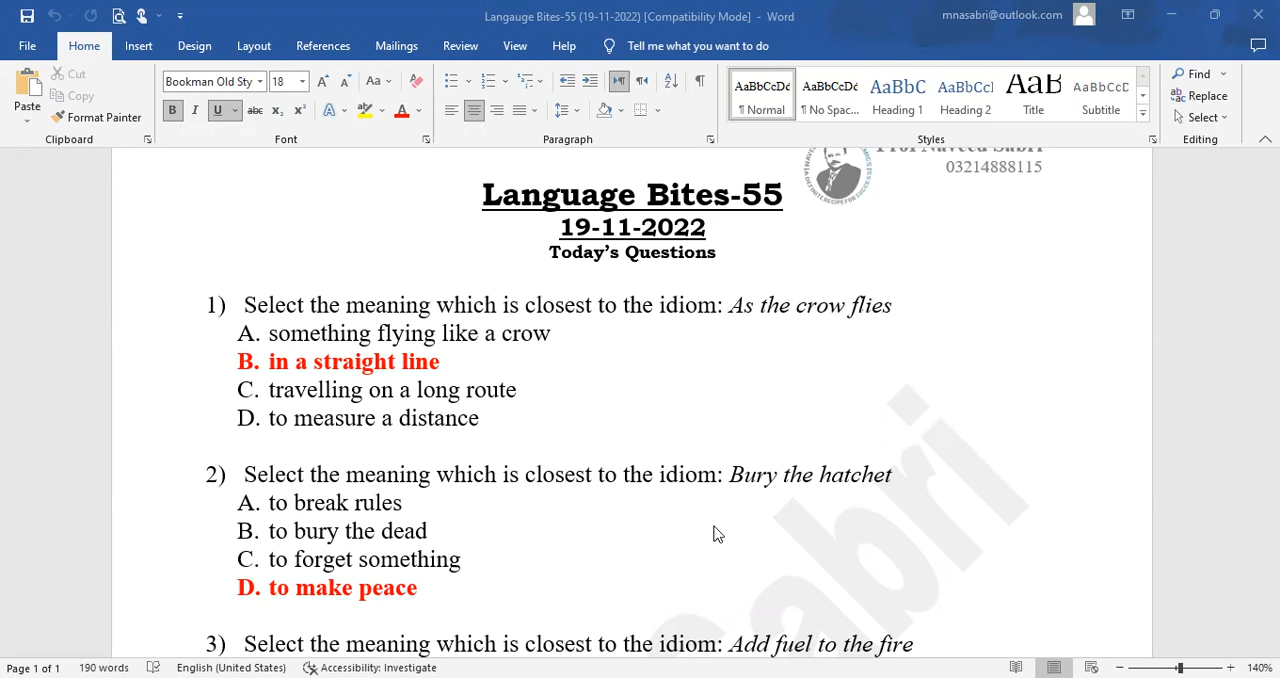 Langauge Bites-55 (19-11-2022) [Compatibility Mode] - Word
mnasabri@outlook.com
File Home Insert Design Layout References Mailings Review View Help Tell me what you want to do
Paste
Cut
Copy
Format Painter
Clipboard
Bookman Old Sty 18
Font
Paragraph
AaBbCcDd AaBbCcDd AaBbC AaBbCcI AaB AaBbCcD
¶ Normal ¶ No Spac... Heading 1 Heading 2 Title Subtitle
Styles
Find
Replace
Select
Editing
Prof Naveed Sabri
03214888115
Language Bites-55
19-11-2022
Today's Questions
1) Select the meaning which is closest to the idiom: As the crow flies
A. something flying like a crow
B. in a straight line
C. travelling on a long route
D. to measure a distance
2) Select the meaning which is closest to the idiom: Bury the hatchet
A. to break rules
B. to bury the dead
C. to forget something
D. to make peace
3) Select the meaning which is closest to the idiom: Add fuel to the fire
Page 1 of 1 190 words English (United States) Accessibility: Investigate 140%